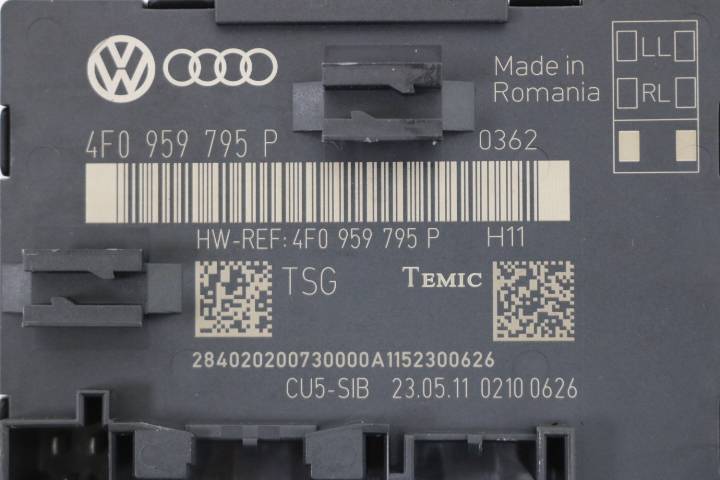 Made in
Romania
LL
RL
4F0 959 795 P
0362
HW-REF: 4F0 959 795 P H11
TSG
TEMIC
284020200730000A1152300626
CU5-SIB 23.05.11 0210 0626